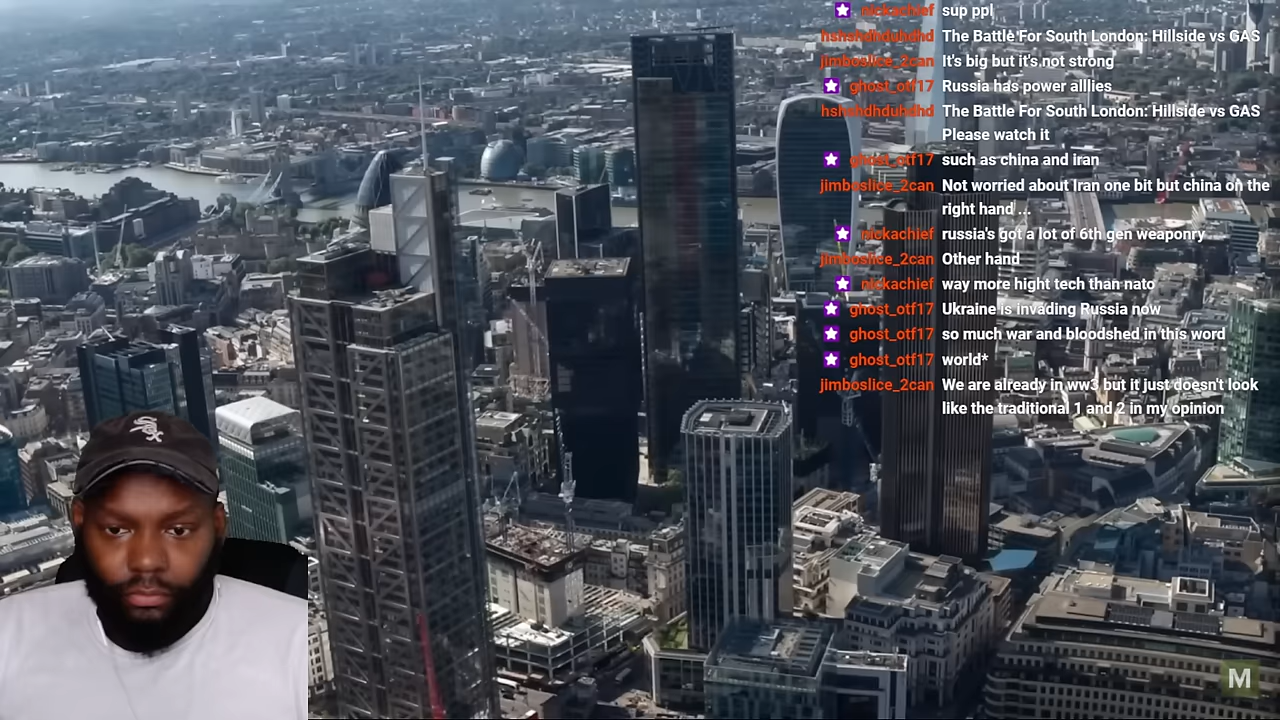 nickachief sup ppl
hshshdhduhdhd The Battle For South London: Hillside vs GAS
jimboslice_2can It's big but it's not strong
ghost_otf17 Russia has power alllies
hshshdhduhdhd The Battle For South London: Hillside vs GAS
Please watch it
ghost_otf17 such as china and iran
jimboslice_2can Not worried about Iran one bit but china on the
right hand ...
nickachief russia's got a lot of 6th gen weaponry
jimboslice_2can Other hand
nickachief way more hight tech than nato
ghost_otf17 Ukraine is invading Russia now
ghost_otf17 so much war and bloodshed in this word
ghost_otf17 world*
jimboslice_2can We are already in ww3 but it just doesn't look
like the traditional 1 and 2 in my opinion
Sox
M